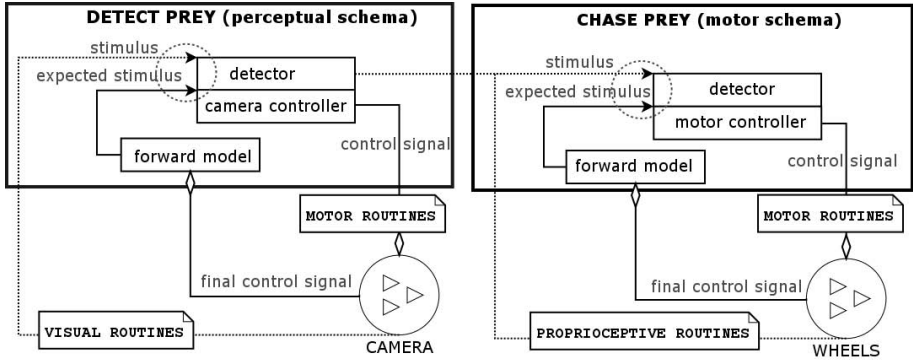 DETECT PREY (perceptual schema)
stimulus
expected stimulus
detector
camera controller
control signal
forward model
MOTOR ROUTINES
final control signal
VISUAL ROUTINES
CAMERA
CHASE PREY (motor schema)
stimulus
expected stimulus
detector
motor controller
control signal
forward model
MOTOR ROUTINES
final control signal
PROPRIOCEPTIVE ROUTINES
WHEELS